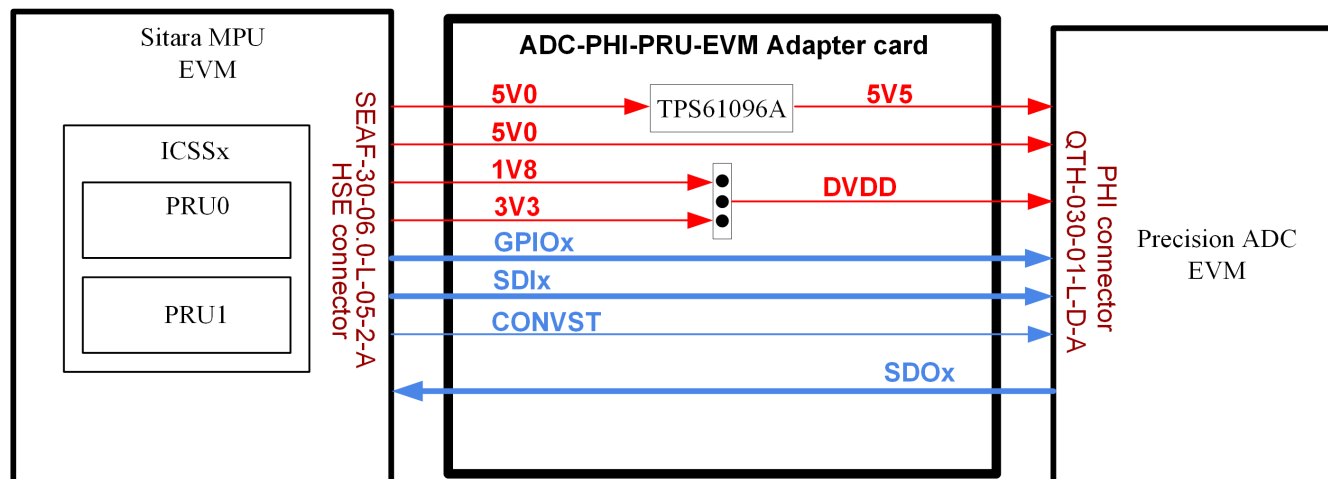 Sitara MPU
EVM
ICSSx
PRU0
PRU1
SEAF-30-06.0-L-05-2-A
HSE connector
ADC-PHI-PRU-EVM Adapter card
5V0
TPS61096A
5V5
5V0
1V8
DVDD
3V3
GPIOx
SDIx
CONVST
SDOx
PHI connector
QTH-030-01-L-D-A
Precision ADC
EVM